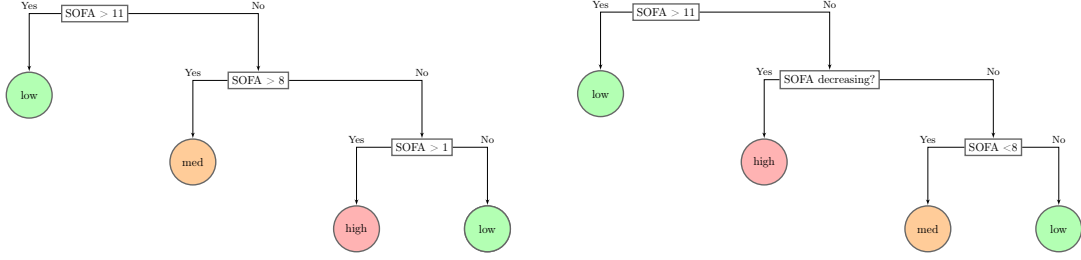 Yes SOFA > 11 No
low
Yes SOFA > 8 No
med
Yes SOFA > 1 No
high
low
Yes SOFA > 11 No
low
Yes SOFA decreasing? No
high
Yes SOFA <8 No
med
low